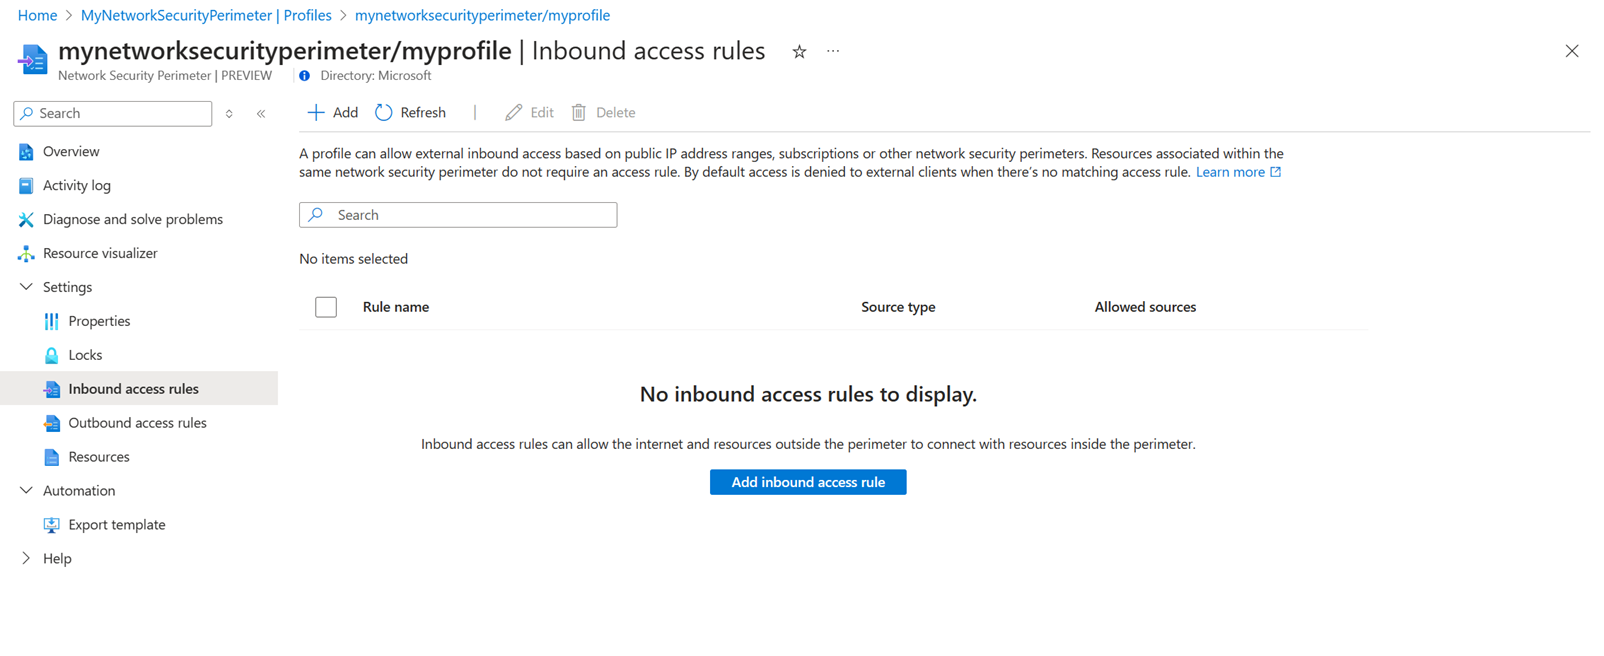 Home > MyNetworkSecurityPerimeter | Profiles > mynetworksecurityperimeter/myprofile
mynetworksecurityperimeter/myprofile | Inbound access rules
Network Security Perimeter | PREVIEW
Directory: Microsoft
Search
Add
Refresh
Edit
Delete
Overview
Activity log
Diagnose and solve problems
Resource visualizer
Settings
Properties
Locks
Inbound access rules
Outbound access rules
Resources
Automation
Export template
Help
A profile can allow external inbound access based on public IP address ranges, subscriptions or other network security perimeters. Resources associated within the
same network security perimeter do not require an access rule. By default access is denied to external clients when there's no matching access rule. Learn more
Search
No items selected
Rule name
Source type
Allowed sources
No inbound access rules to display.
Inbound access rules can allow the internet and resources outside the perimeter to connect with resources inside the perimeter.
Add inbound access rule